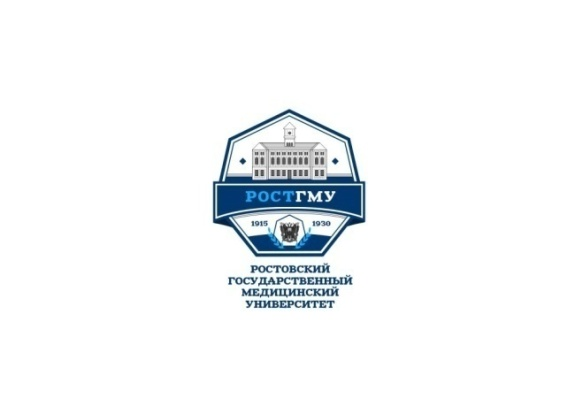 РОСТГМУ
1915 1930
РОСТОВСКИЙ
ГОСУДАРСТВЕННЫЙ
МЕДИЦИНСКИЙ
УНИВЕРСИТЕТ